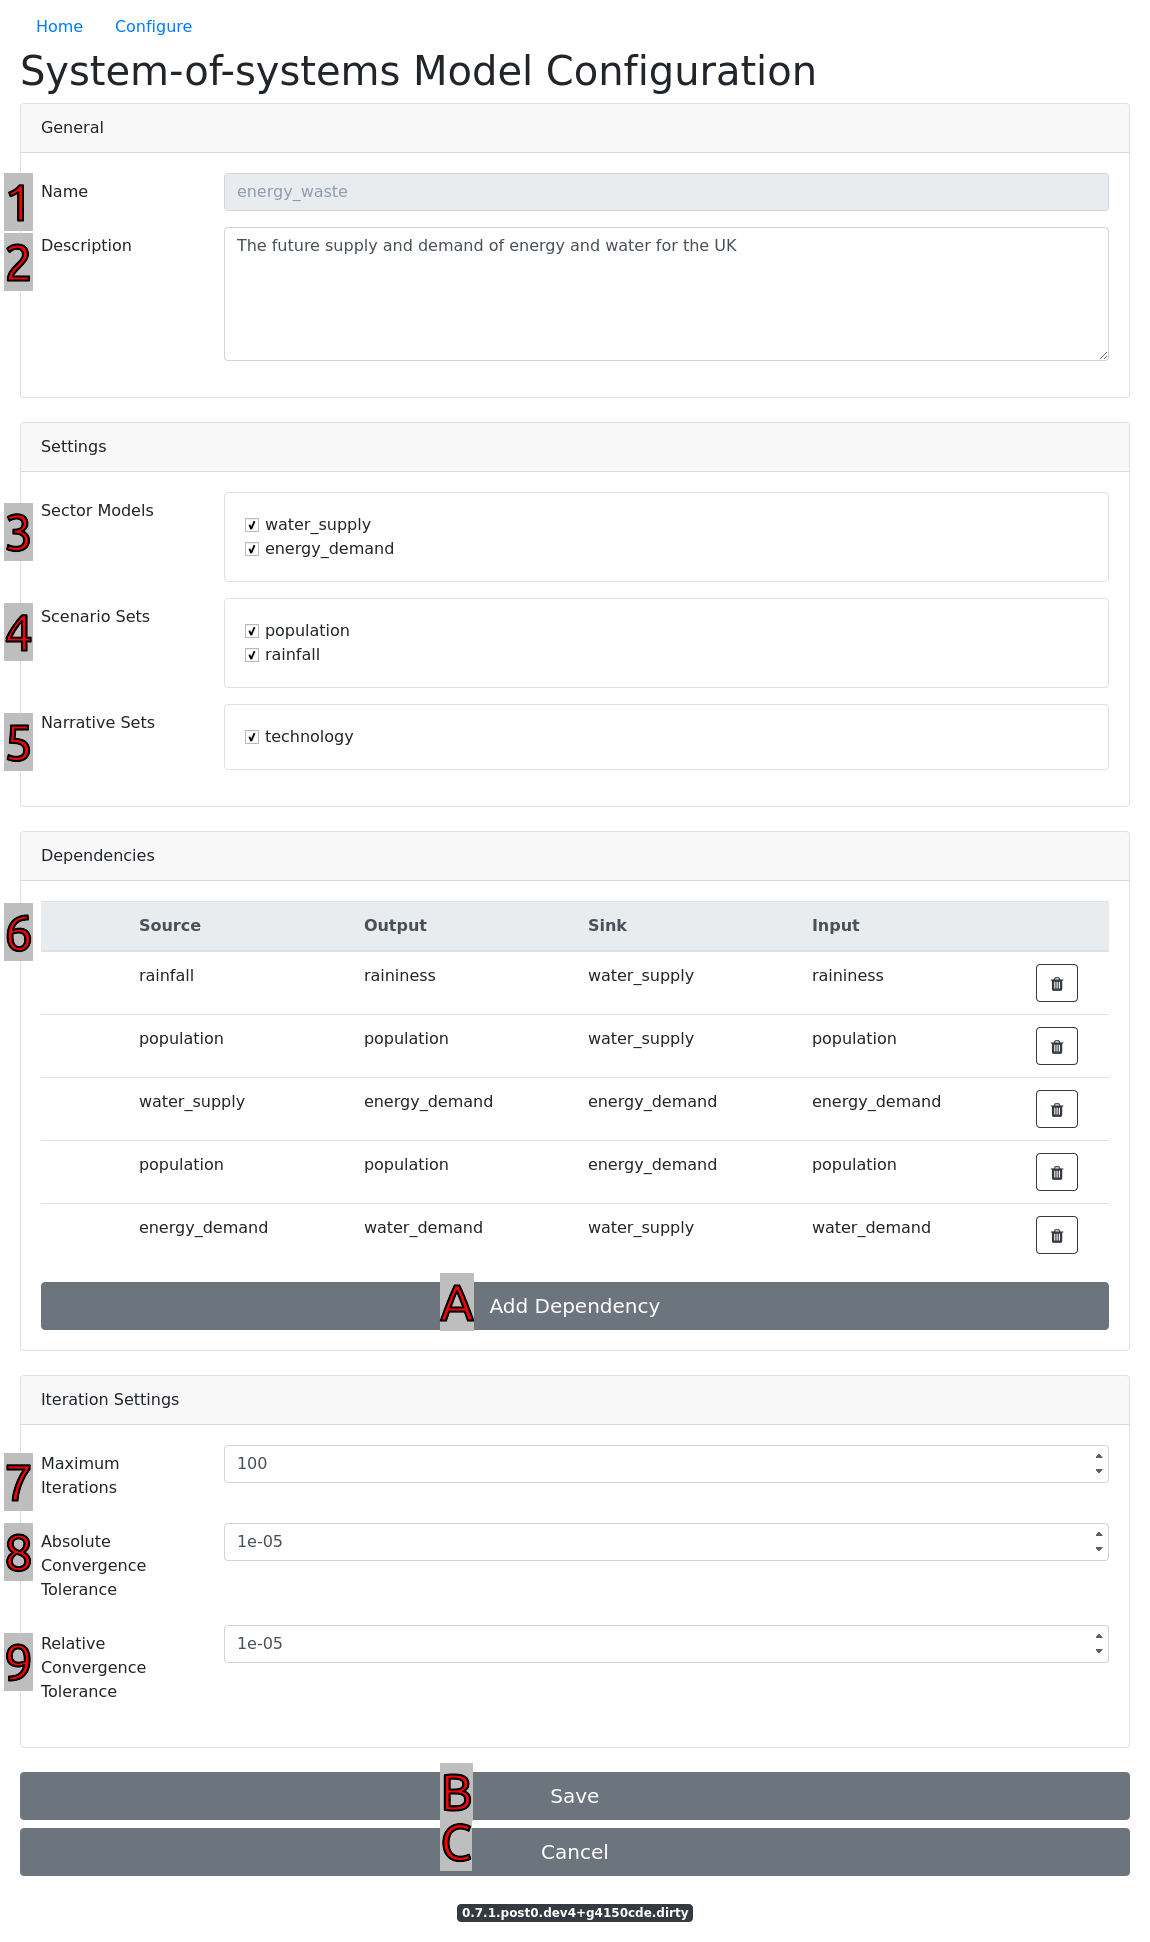 Home Configure
System-of-systems Model Configuration
General
1 Name energy_waste
2 Description The future supply and demand of energy and water for the UK
Settings
3 Sector Models
water_supply
energy_demand
4 Scenario Sets
population
rainfall
5 Narrative Sets
technology
Dependencies
6 Source Output Sink Input
rainfall raininess water_supply raininess
population population water_supply population
water_supply energy_demand energy_demand energy_demand
population population energy_demand population
energy_demand water_demand water_supply water_demand
A Add Dependency
Iteration Settings
7 Maximum 100
Iterations
8 Absolute 1e-05
Convergence
Tolerance
9 Relative 1e-05
Convergence
Tolerance
B Save
C Cancel
0.7.1.post0.dev4+g4150cde.dirty